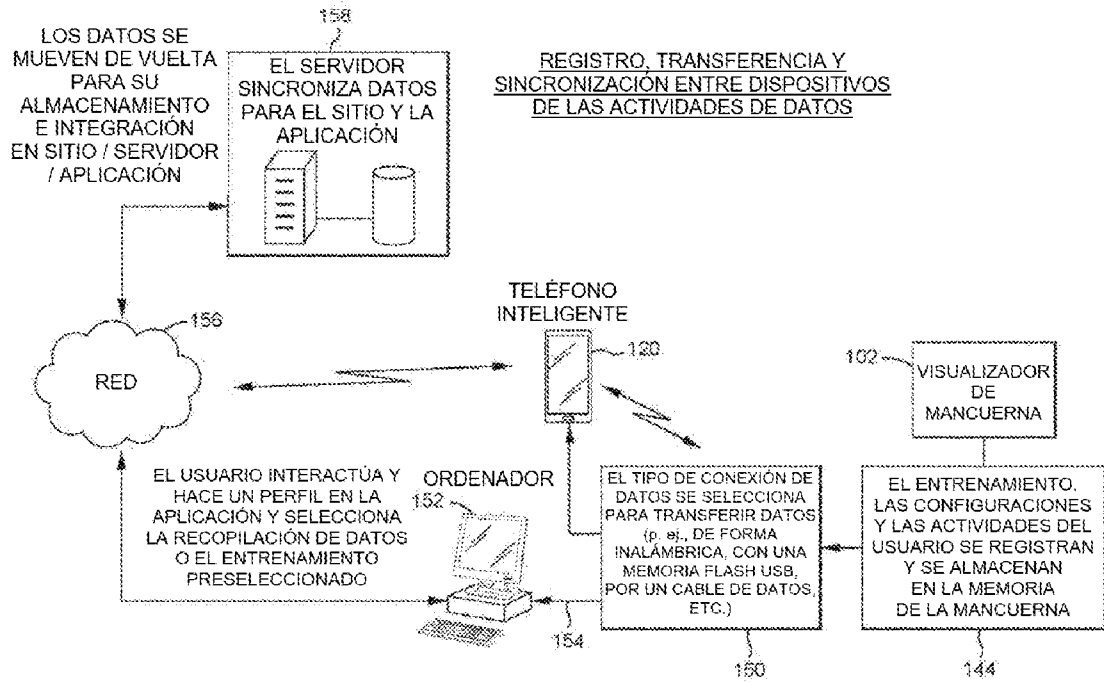 LOS DATOS SE
MUEVEN DE VUELTA
PARA SU
ALMACENAMIENTO
E INTEGRACIÓN
EN SITIO / SERVIDOR
/ APLICACIÓN
158
EL SERVIDOR
SINCRONIZA DATOS
PARA EL SITIO Y LA
APLICACIÓN
REGISTRO, TRANSFERENCIA Y
SINCRONIZACIÓN ENTRE DISPOSITIVOS
DE LAS ACTIVIDADES DE DATOS
156
RED
TELÉFONO
INTELIGENTE
120
102
VISUALIZADOR
DE
MANCUERNA
EL USUARIO INTERACTÚA Y
HACE UN PERFIL EN LA
APLICACIÓN Y SELECCIONA
LA RECOPILACIÓN DE DATOS
O EL ENTRENAMIENTO
PRESELECCIONADO
ORDENADOR
152
154
EL TIPO DE CONEXIÓN DE
DATOS SE SELECCIONA
PARA TRANSFERIR DATOS
(p. ej., DE FORMA
INALÁMBRICA, CON UNA
MEMORIA FLASH USB,
POR UN CABLE DE DATOS,
ETC.)
150
EL ENTRENAMIENTO,
LAS CONFIGURACIONES
Y LAS ACTIVIDADES DEL
USUARIO SE REGISTRAN
Y SE ALMACENAN
EN LA MEMORIA
DE LA MANCUERNA
144